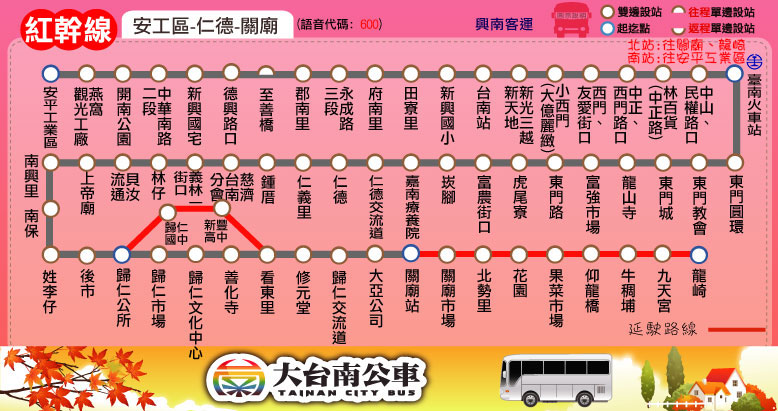 紅幹線
安工區-仁德-關廟
(語音代碼: 600)
興南客運
雙邊設站
往程單邊設站
起迄點
返程單邊設站
北站:往關廟、龍崎
南站:往安平工業區
安平工業區
燕窩觀光工廠
開南公園
中華南路二段
新興國宅
德興路口
至善橋
郡南里
永成路三段
府南里
田寮里
新興國小
台南站
新光三越新天地
小西門(大億麗緻)
西門、友愛街口
中正、西門路口
林百貨(中正路)
中山、民權路口
臺南火車站
東門圓環
東門教會
東門城
龍山寺
富強市場
東門路
虎尾寮
富農街口
崁腳
嘉南療養院
仁德交流道
仁德
仁義里
鍾厝
慈濟台南分會
義林一街口
林仔
貝汝流通
上帝廟
南興里
南保
姓李仔
後市
歸仁公所
歸仁市場
歸仁文化中心
善化寺
看東里
修元堂
歸仁交流道
大亞公司
關廟站
關廟市場
北勢里
花園
果菜市場
仰龍橋
牛稠埔
九天宮
龍崎
歸仁國中
新豐高中
延駛路線
大台南公車
TAINAN CITY BUS